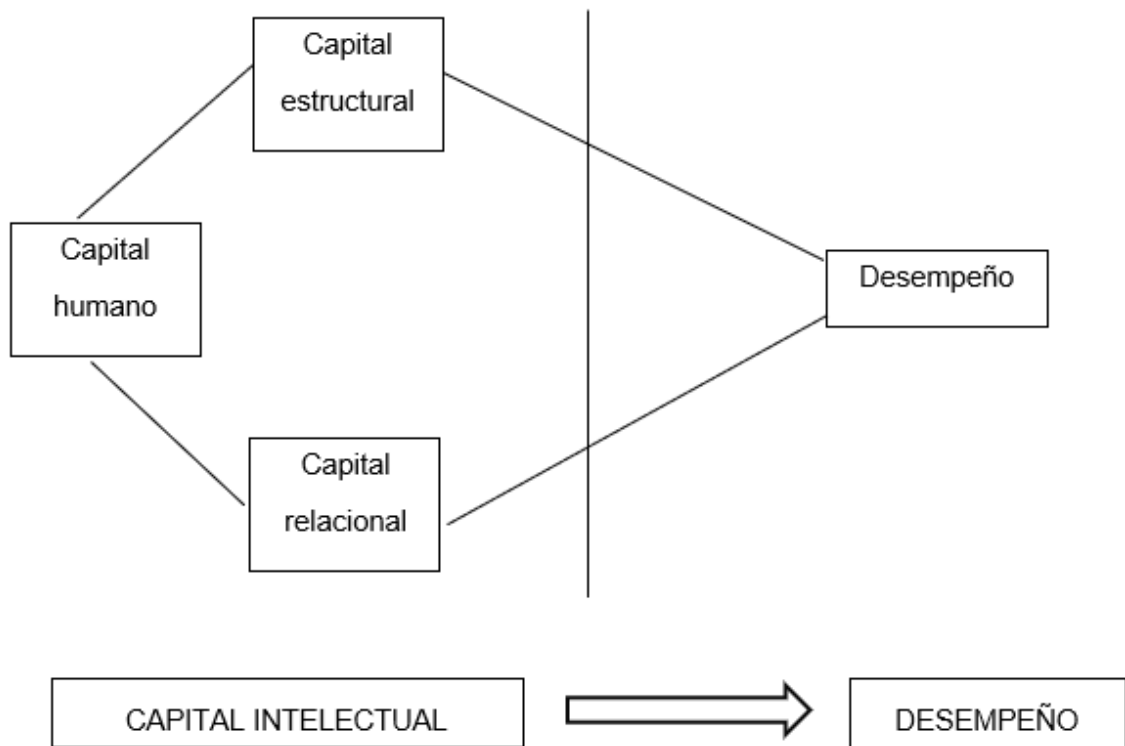 Capital
estructural
Capital
humano
Desempeño
Capital
relacional
CAPITAL INTELECTUAL
DESEMPEÑO